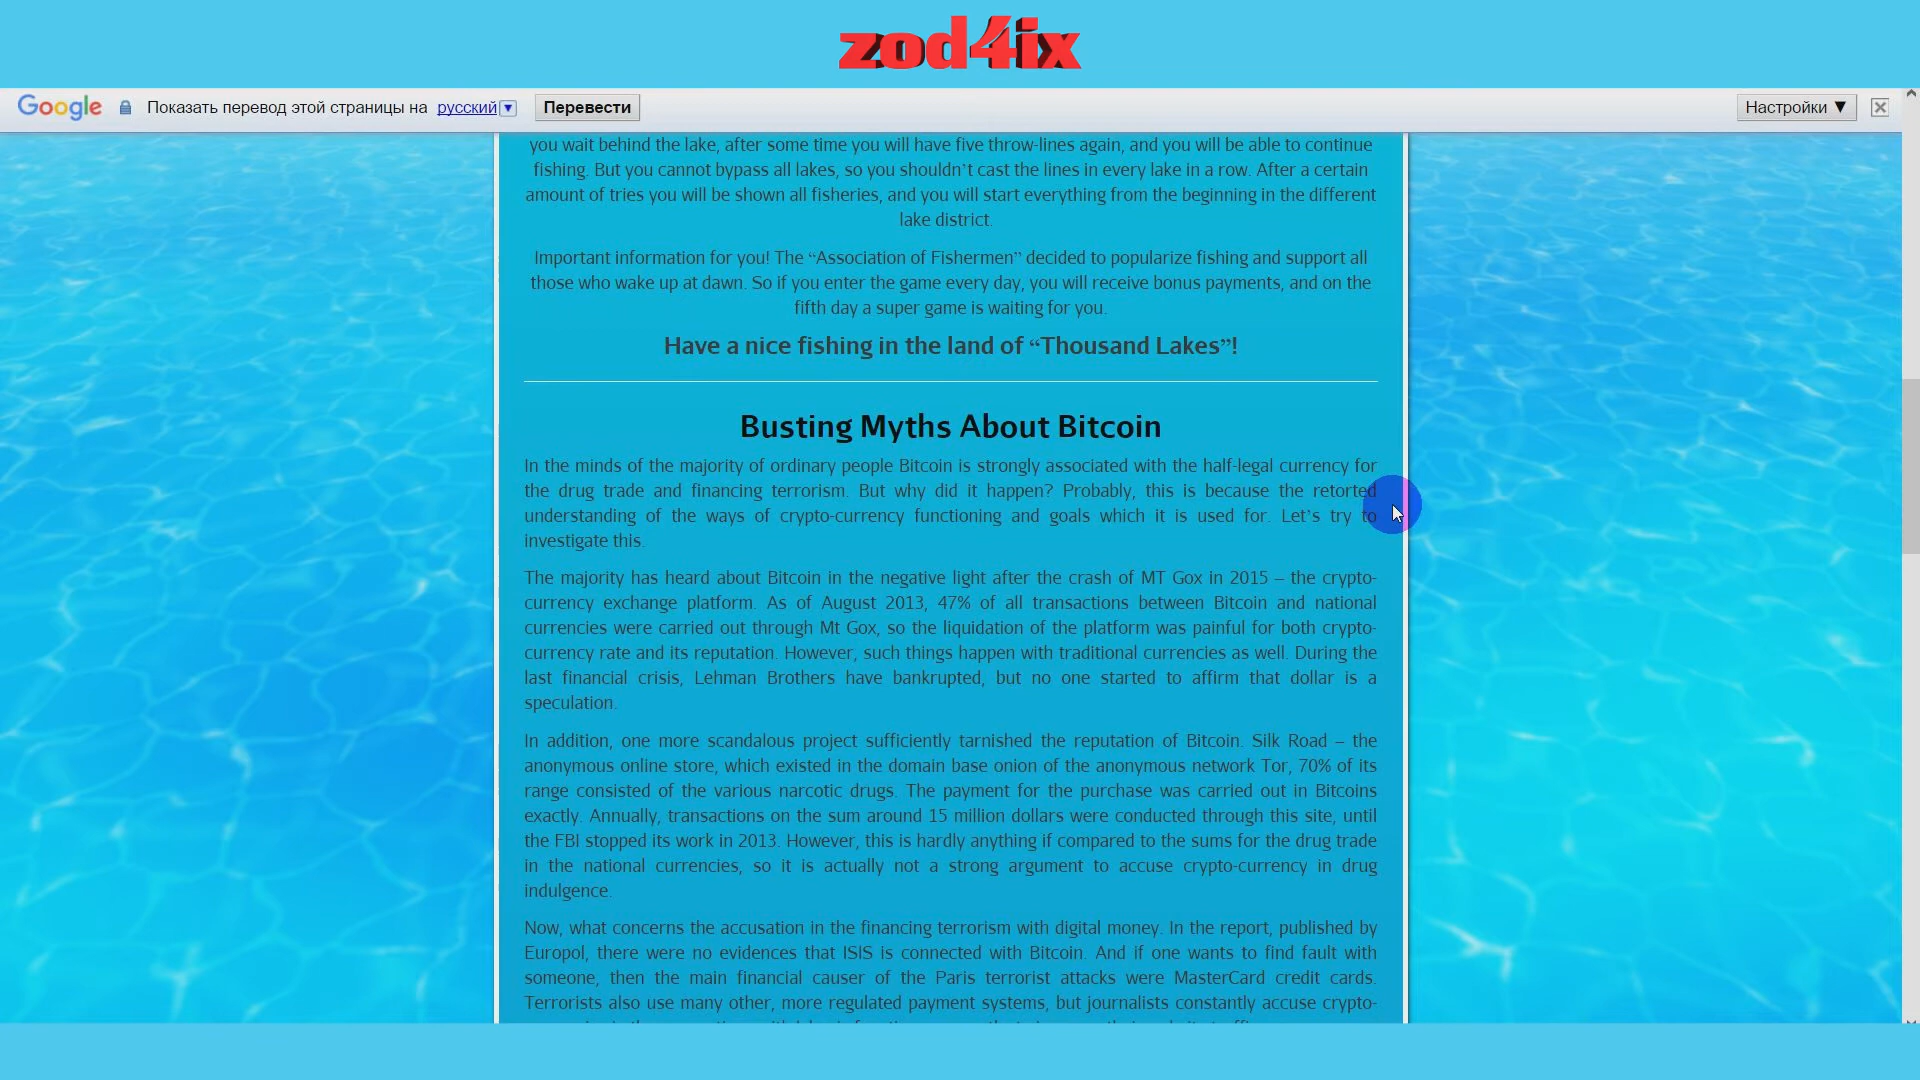 zod4ix
Google Показать перевод этой страницы на русский ▼ Перевести Настройки ▼
you wait behind the lake, after some time you will have five throw-lines again, and you will be able to continue
fishing. But you cannot bypass all lakes, so you shouldn't cast the lines in every lake in a row. After a certain
amount of tries you will be shown all fisheries, and you will start everything from the beginning in the different
lake district.
Important information for you! The “Association of Fishermen” decided to popularize fishing and support all
those who wake up at dawn. So if you enter the game every day, you will receive bonus payments, and on the
fifth day a super game is waiting for you.
Have a nice fishing in the land of “Thousand Lakes”!
Busting Myths About Bitcoin
In the minds of the majority of ordinary people Bitcoin is strongly associated with the half-legal currency for
the drug trade and financing terrorism. But why did it happen? Probably, this is because the retorted
understanding of the ways of crypto-currency functioning and goals which it is used for. Let’s try to
investigate this.
The majority has heard about Bitcoin in the negative light after the crash of MT Gox in 2015 – the crypto-
currency exchange platform. As of August 2013, 47% of all transactions between Bitcoin and national
currencies were carried out through Mt Gox, so the liquidation of the platform was painful for both crypto-
currency rate and its reputation. However, such things happen with traditional currencies as well. During the
last financial crisis, Lehman Brothers have bankrupted, but no one started to affirm that dollar is a
speculation.
In addition, one more scandalous project sufficiently tarnished the reputation of Bitcoin. Silk Road – the
anonymous online store, which existed in the domain base onion of the anonymous network Tor, 70% of its
range consisted of the various narcotic drugs. The payment for the purchase was carried out in Bitcoins
exactly. Annually, transactions on the sum around 15 million dollars were conducted through this site, until
the FBI stopped its work in 2013. However, this is hardly anything if compared to the sums for the drug trade
in the national currencies, so it is actually not a strong argument to accuse crypto-currency in drug
indulgence.
Now, what concerns the accusation in the financing terrorism with digital money. In the report, published by
Europol, there were no evidences that ISIS is connected with Bitcoin. And if one wants to find fault with
someone, then the main financial causer of the Paris terrorist attacks were MasterCard credit cards.
Terrorists also use many other, more regulated payment systems, but journalists constantly accuse crypto-